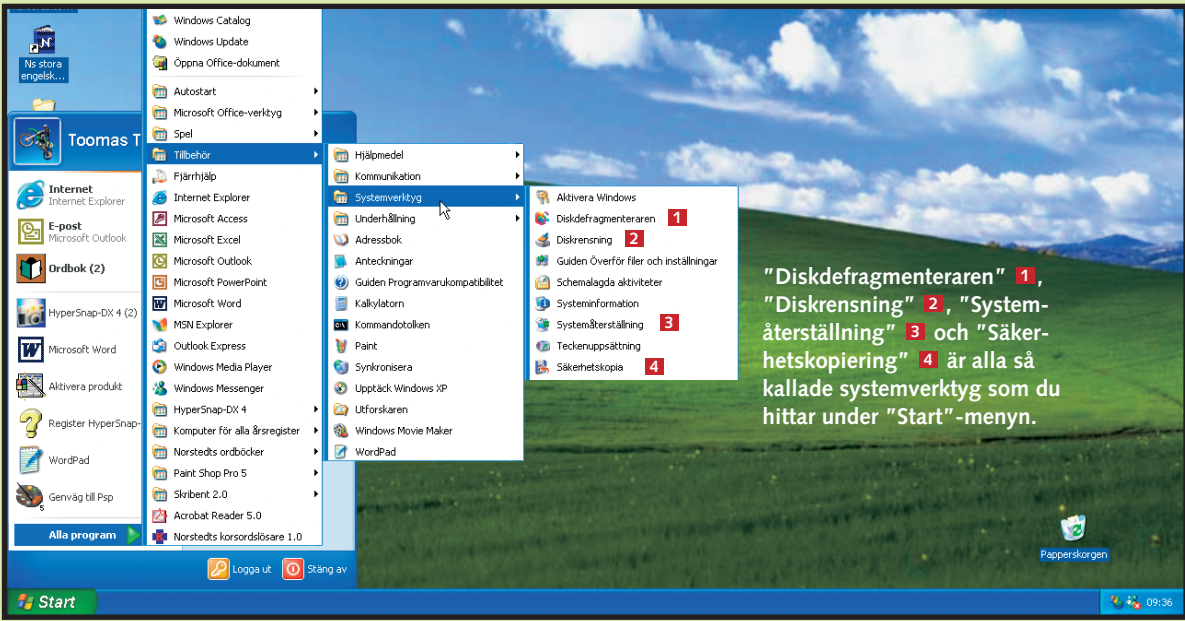 Ns stora
engelsk...
Toomas T
Internet
Internet Explorer
E-post
Microsoft Outlook
Ordbok (2)
HyperSnap-DX 4 (2)
Microsoft Word
Aktivera produkt
Register HyperSnap-
WordPad
Genväg till Psp
Alla program
Logga ut
Stäng av
Windows Catalog
Windows Update
Öppna Office-dokument
Autostart
Microsoft Office-verktyg
Spel
Tillbehör
Fjärrhjälp
Internet Explorer
Microsoft Access
Microsoft Excel
Microsoft Outlook
Microsoft PowerPoint
Microsoft Word
MSN Explorer
Outlook Express
Windows Media Player
Windows Messenger
HyperSnap-DX 4
Komputer för alla årsregister
Norstedts ordböcker
Paint Shop Pro 5
Skribent 2.0
Acrobat Reader 5.0
Norstedts korsordslösare 1.0
Hjälpmedel
Kommunikation
Systemverktyg
Underhållning
Adressbok
Anteckningar
Guiden Programvarukompatibilitet
Kalkylatorn
Kommandotolken
Paint
Synkronisera
Upptäck Windows XP
Utforskaren
Windows Movie Maker
WordPad
Aktivera Windows
Diskdefragmenteraren 1
Diskrensning 2
Guiden Överför filer och inställningar
Schemalagda aktiviteter
Systeminformation
Systemåterställning 3
Teckenuppsättning
Säkerhetskopia 4
"Diskdefragmenteraren" 1,
"Diskrensning" 2, "System-
återställning" 3 och "Säker-
hetskopiering" 4 är alla så
kallade systemverktyg som du
hittar under "Start"-menyn.
Papperskorgen
Start
09:36